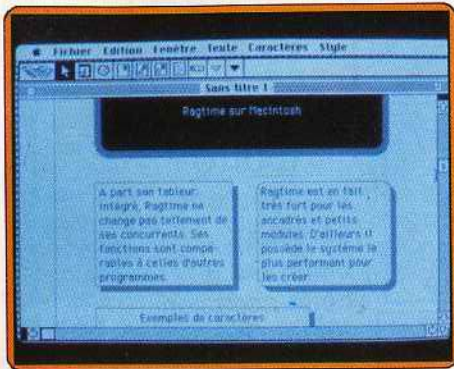 Fichier Edition Fenêtre Texte Caractères Style
Sans titre 1
Ragtime sur Macintosh
A part son tableur
intégré, Ragtime ne
change pas tellement de
ses concurrents. Ses
fonctions sont compa-
rables à celles d'autres
programmes.
Ragtime est en fait
très fort pour les
encadrés et petits
modules. D'ailleurs il
possède le système le
plus performant pour
les créer.
Exemples de caractères